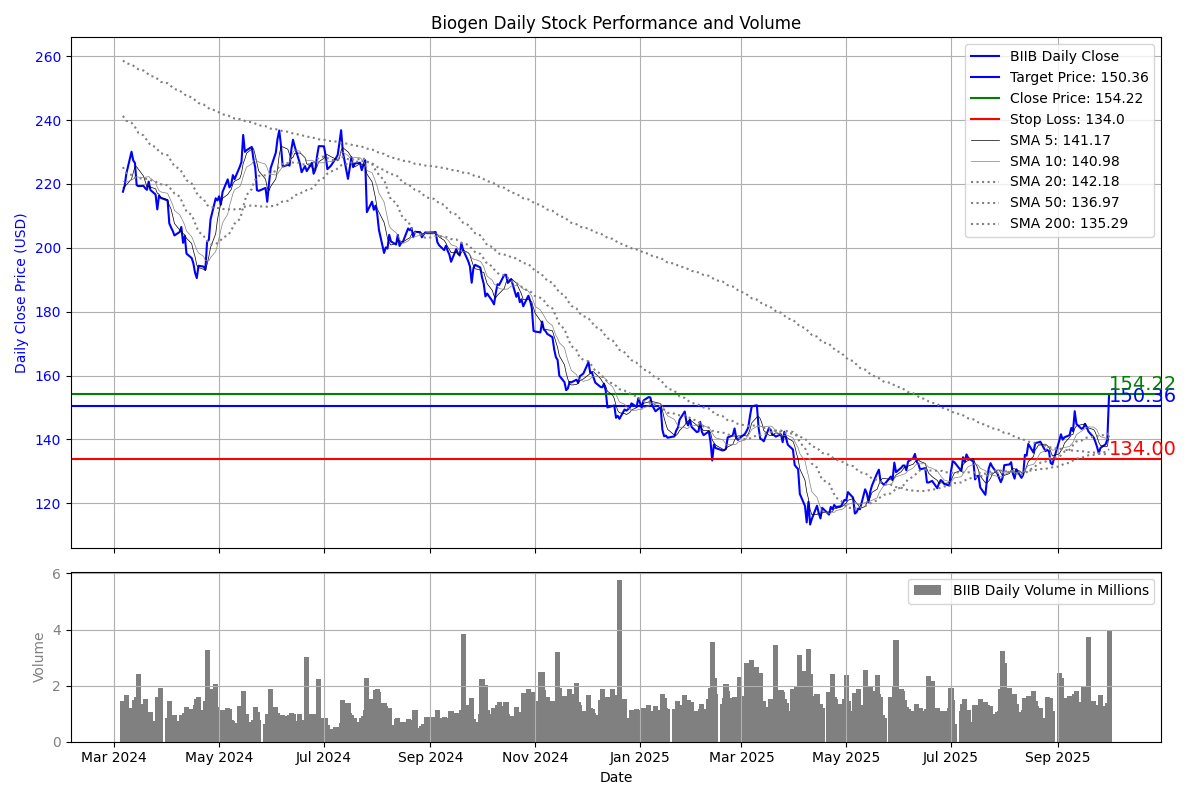 Biogen Daily Stock Performance and Volume
260
240
220
200
180
160
140
120
Daily Close Price (USD)
BIIB Daily Close
Target Price: 150.36
Close Price: 154.22
Stop Loss: 134.0
SMA 5: 141.17
SMA 10: 140.98
SMA 20: 142.18
SMA 50: 136.97
SMA 200: 135.29
154.22
150.36
134.00
6
4
2
0
Volume
BIIB Daily Volume in Millions
Mar 2024 May 2024 Jul 2024 Sep 2024 Nov 2024 Jan 2025 Mar 2025 May 2025 Jul 2025 Sep 2025
Date